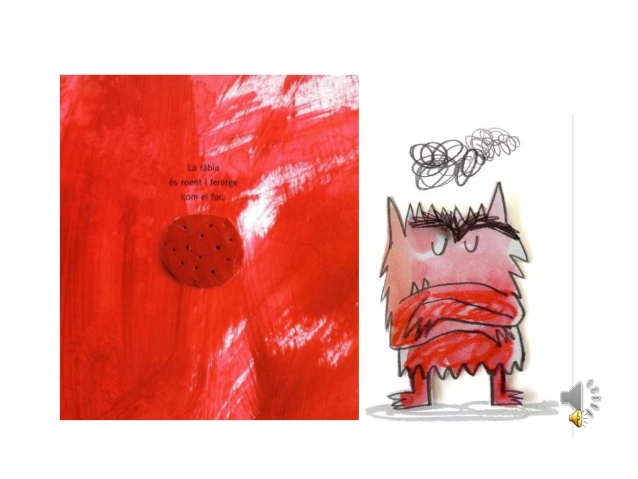 La ràbia
és roent i ferotge
com el foc,